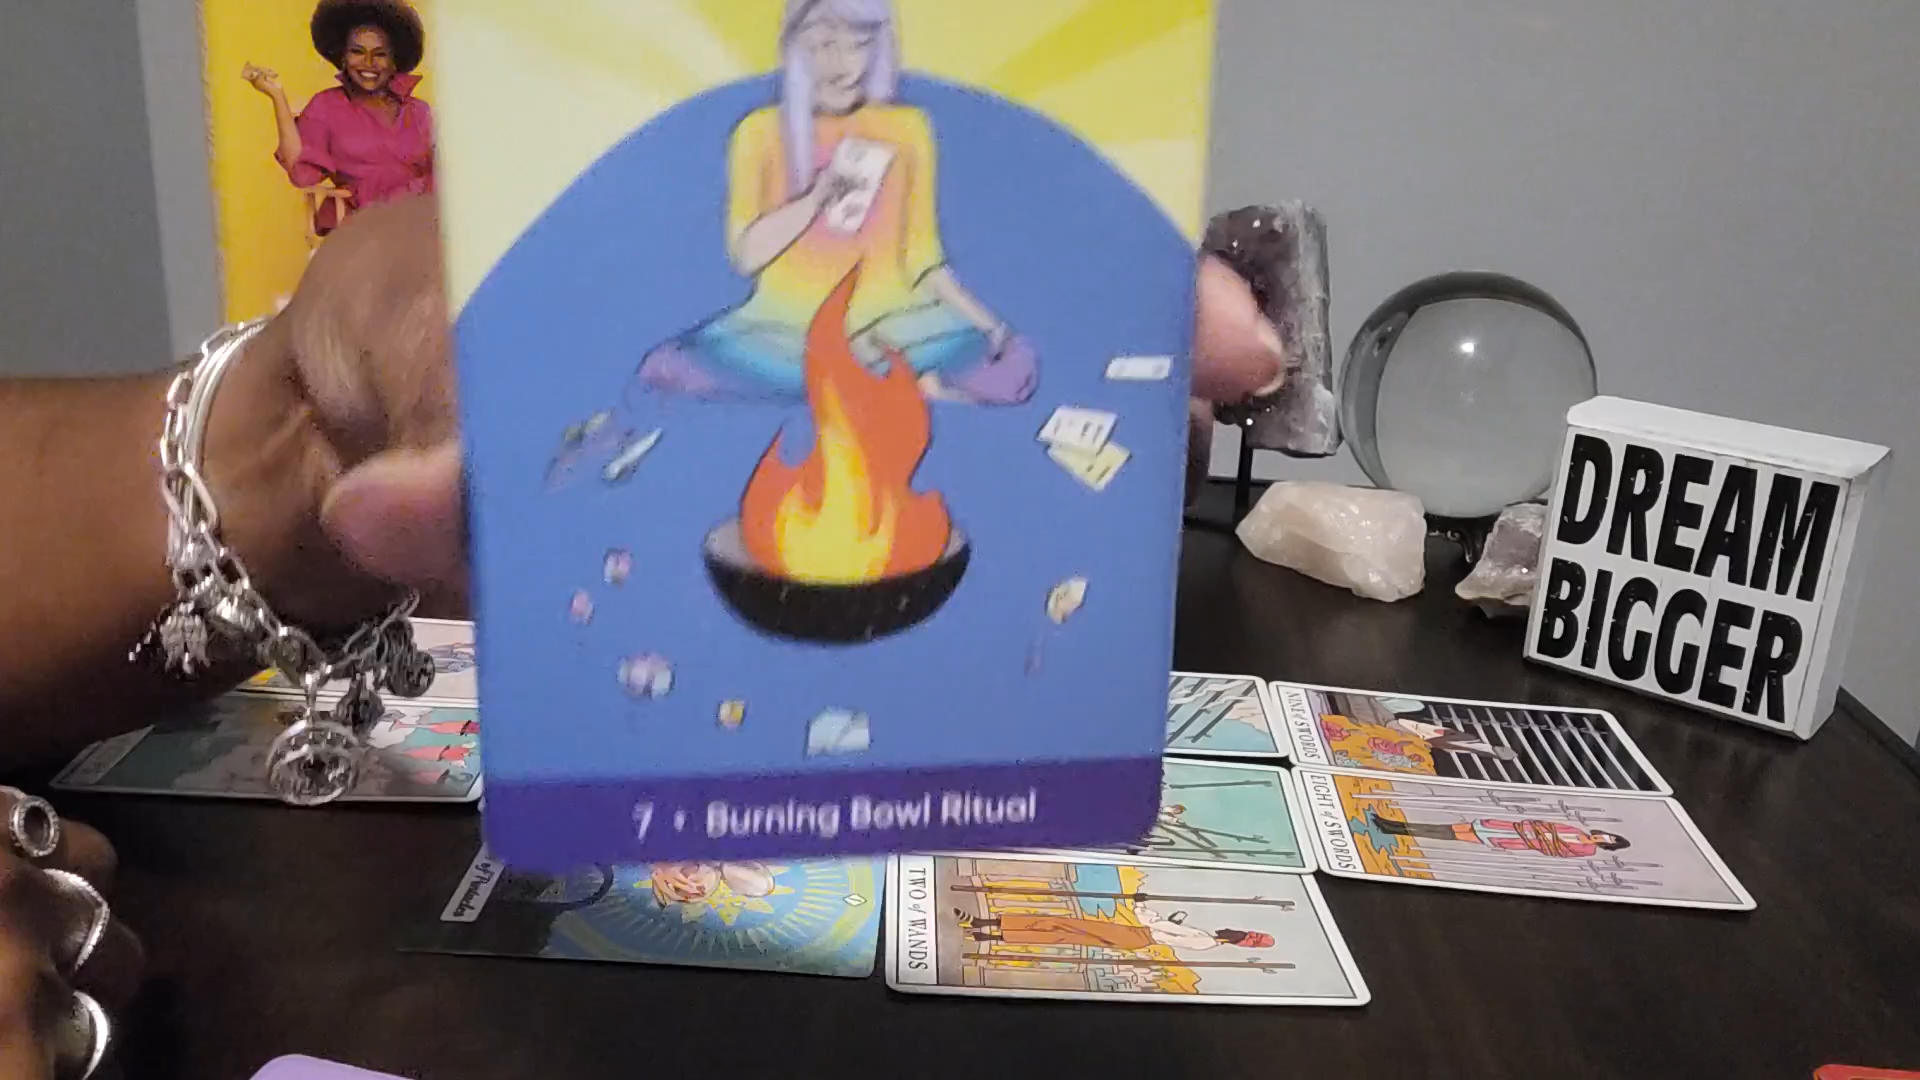 7 • Burning Bowl Ritual
DREAM
BIGGER
NINE of SWORDS
EIGHT of SWORDS
TWO of WANDS
of Pentacles